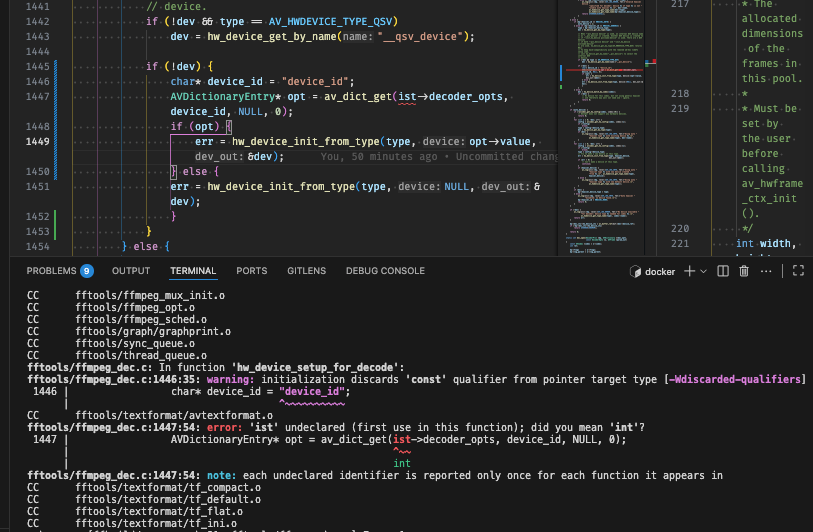 1441 // device.
1442 if (!dev && type == AV_HWDEVICE_TYPE_QSV)
1443 dev = hw_device_get_by_name(name: "__qsv_device");
1444
1445 if (!dev) {
1446 char* device_id = "device_id";
1447 AVDictionaryEntry* opt = av_dict_get(ist->decoder_opts,
device_id, NULL, 0);
1448 if (opt) {
1449 err = hw_device_init_from_type(type, device: opt->value,
dev_out: &dev); You, 50 minutes ago • Uncommitted chang
1450 } else {
1451 err = hw_device_init_from_type(type, device: NULL, dev_out: &
dev);
1452 }
1453 }
1454 } else {
217 * The
allocated
dimensions
of the
frames in
this pool.
218 *
219 * Must be
set by
the user
before
calling
av_hwframe
_ctx_init
().
220 */
221 int width,
PROBLEMS 9 OUTPUT TERMINAL PORTS GITLENS DEBUG CONSOLE docker
CC fftools/ffmpeg_mux_init.o
CC fftools/ffmpeg_opt.o
CC fftools/ffmpeg_sched.o
CC fftools/graph/graphprint.o
CC fftools/sync_queue.o
CC fftools/thread_queue.o
fftools/ffmpeg_dec.c: In function 'hw_device_setup_for_decode':
fftools/ffmpeg_dec.c:1446:35: warning: initialization discards 'const' qualifier from pointer target type [-Wdiscarded-qualifiers]
1446 | char* device_id = "device_id";
| ^~~~~~~~~~~
CC fftools/textformat/avtextformat.o
fftools/ffmpeg_dec.c:1447:54: error: 'ist' undeclared (first use in this function); did you mean 'int'?
1447 | AVDictionaryEntry* opt = av_dict_get(ist->decoder_opts, device_id, NULL, 0);
| ^~~
| int
fftools/ffmpeg_dec.c:1447:54: note: each undeclared identifier is reported only once for each function it appears in
CC fftools/textformat/tf_compact.o
CC fftools/textformat/tf_default.o
CC fftools/textformat/tf_flat.o
CC fftools/textformat/tf_ini.o